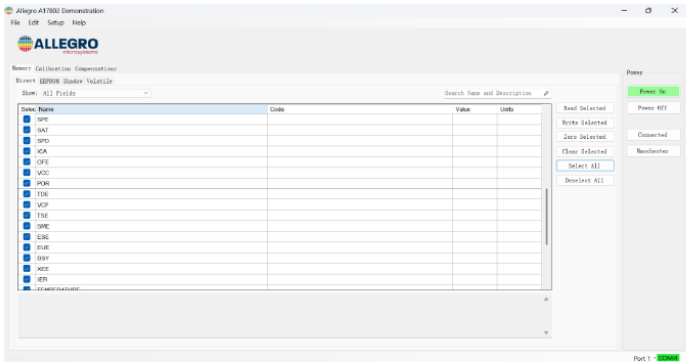 Allegro A17802 Demonstration
File Edit Setup Help
ALLEGRO
microsystems
Memory Calibration Compensations
Direct EEPROM Shadow Volatile
Show: All Fields
Search Name and Description
Select Name Code Value Units
SPE
SAT
SPD
ICA
OFE
VCC
POR
TDE
VCF
TSE
SME
ESE
EUE
BSY
XEE
IER
TEMPERATURE
Read Selected
Write Selected
Zero Selected
Clear Selected
Select All
Deselect All
Power
Power On
Power Off
Connected
Manchester
Port 1 - COM4